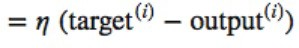 = η (target⁽ⁱ⁾ − output⁽ⁱ⁾)